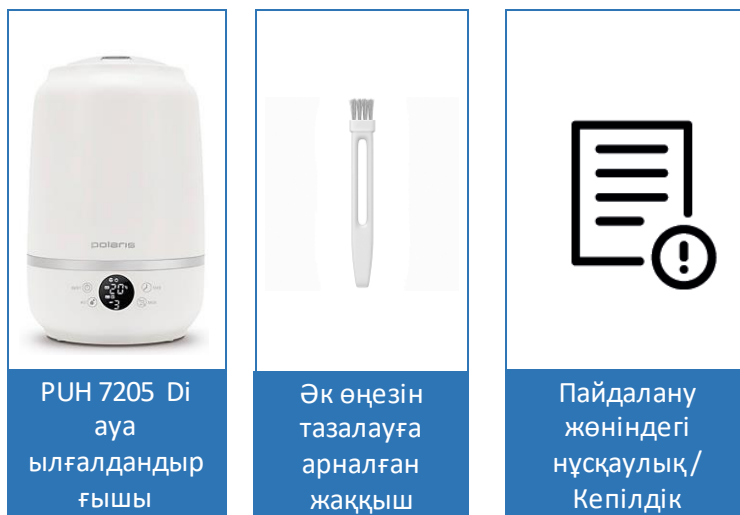 polaris
PUH 7205 Di
ауа
ылғалдандыр
ғышы
Әк өңезін
тазалауға
арналған
жаққыш
Пайдалану
жөніндегі
нұсқаулық/
Кепілдік